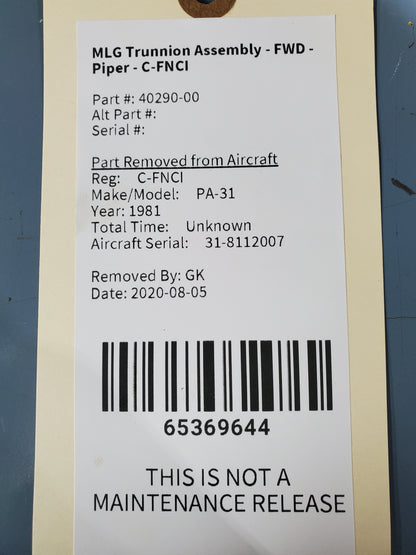 MLG Trunnion Assembly - FWD -
Piper - C-FNCI
Part #: 40290-00
Alt Part #:
Serial #:
Part Removed from Aircraft
Reg: C-FNCI
Make/Model: PA-31
Year: 1981
Total Time: Unknown
Aircraft Serial: 31-8112007
Removed By: GK
Date: 2020-08-05
65369644
THIS IS NOT A
MAINTENANCE RELEASE